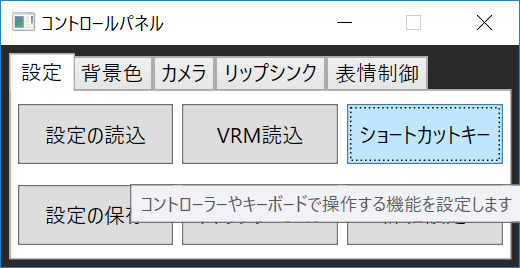 コントロールパネル
設定 背景色 カメラ リップシンク 表情制御
設定の読込 VRM読込 ショートカットキー
設定の保存
コントローラーやキーボードで操作する機能を設定します